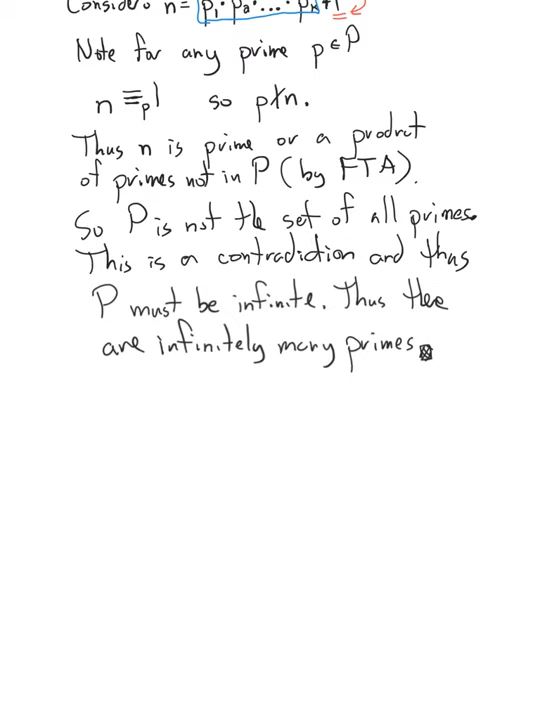 Consider n = p₁ · p₂ · ... · pₖ + 1
Note for any prime p ∈ P
n ≡ₚ 1 so p∤n.
Thus n is prime or a product
of primes not in P (by FTA).
So P is not the set of all primes.
This is a contradiction and thus
P must be infinite. Thus there
are infinitely many primes.